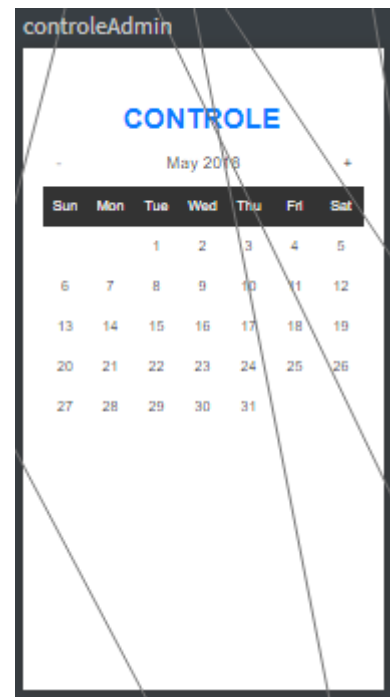 controleAdmin
CONTROLE
- May 2018 +
Sun Mon Tue Wed Thu Fri Sat
1 2 3 4 5
6 7 8 9 10 11 12
13 14 15 16 17 18 19
20 21 22 23 24 25 26
27 28 29 30 31